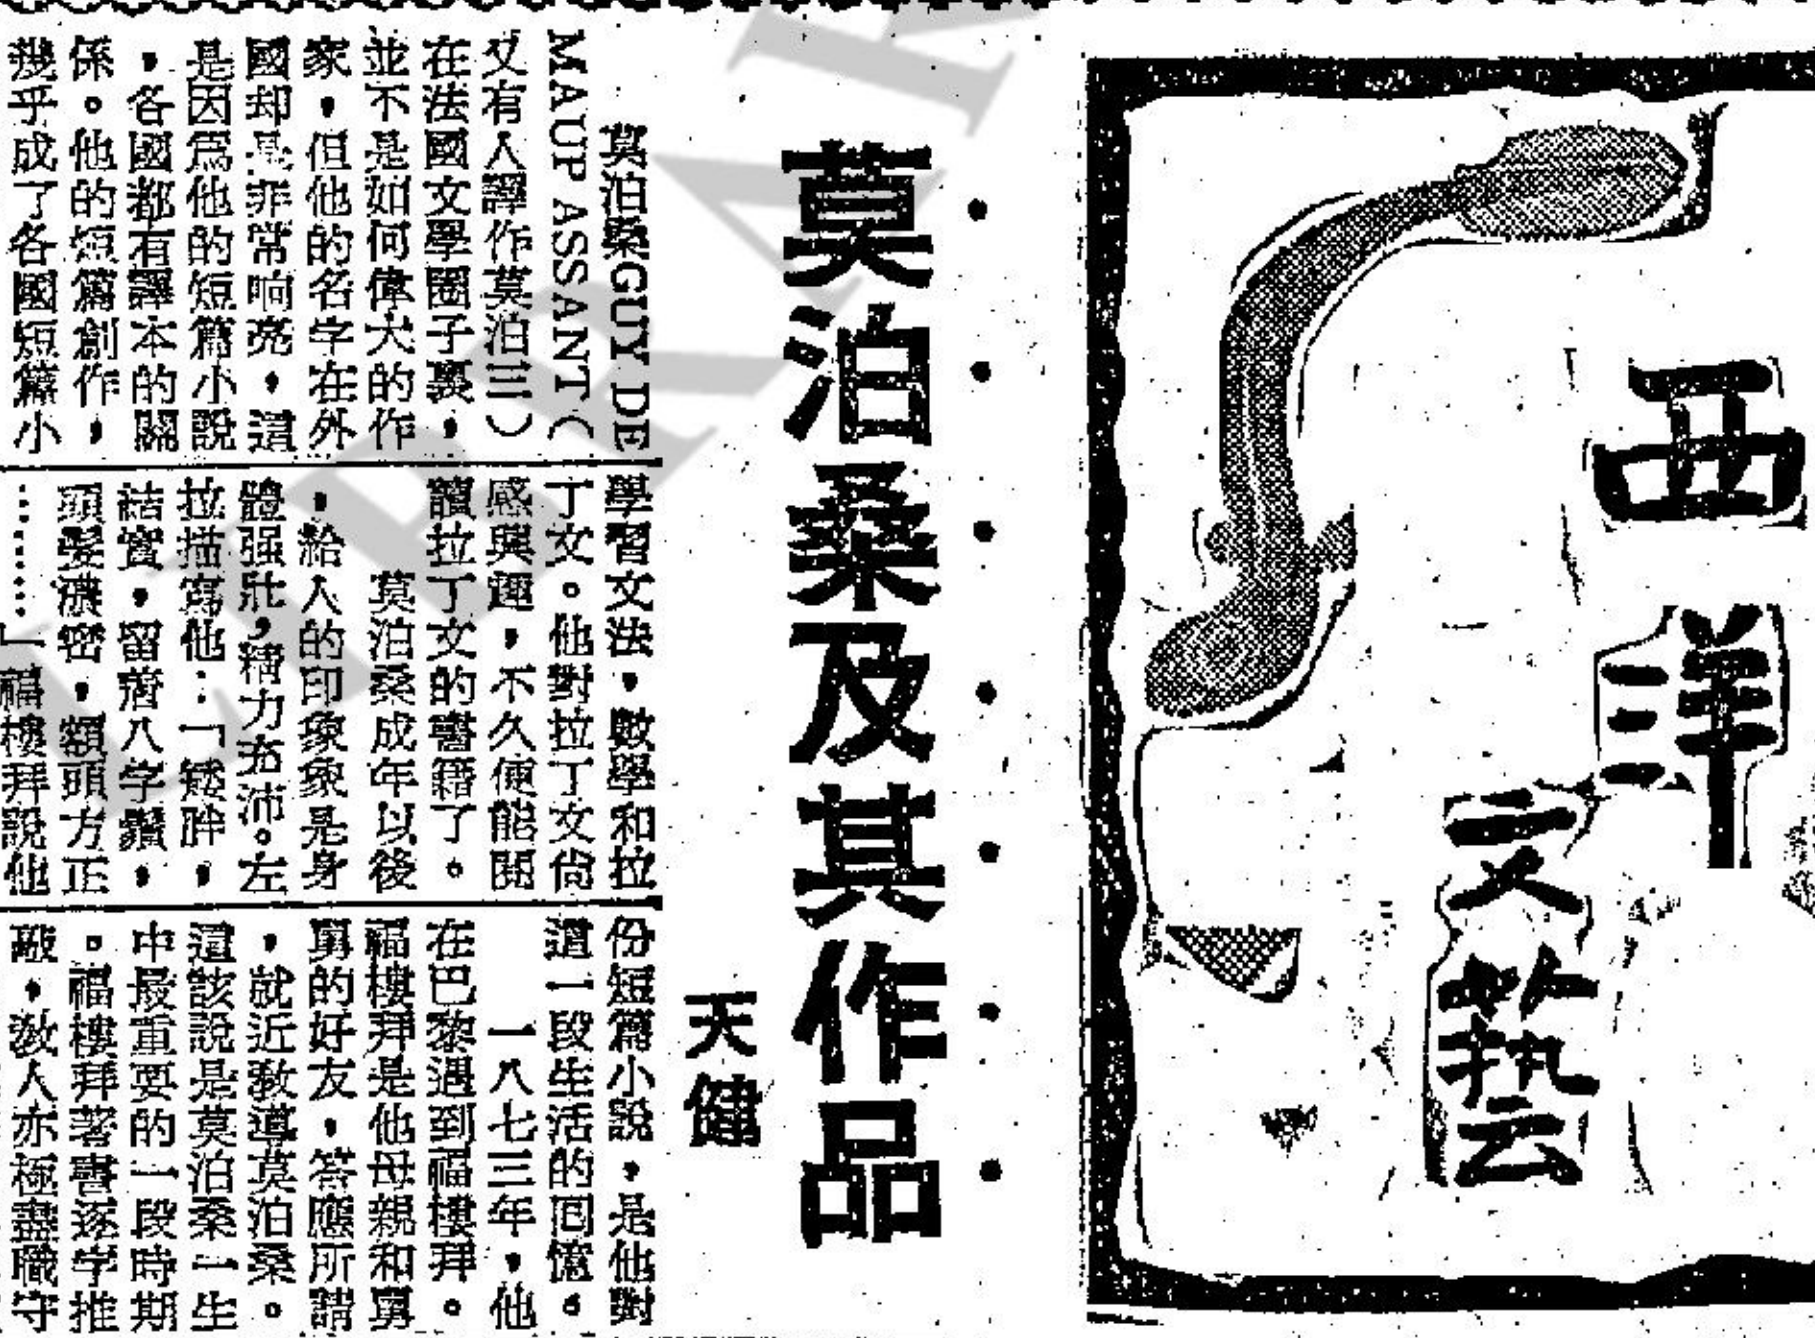 西洋
文藝
莫泊桑及其作品
天健
莫泊桑GUY DE
MAUP ASSANT(
又有人譯作莫泊三)
在法國文學圈子裏，
並不是如何偉大的作
家，但他的名字在外
國却是非常响亮，這
是因爲他的短篇小說
，各國都有譯本的關
係。他的短篇創作，
幾乎成了各國短篇小
學習文法，數學和拉
丁文。他對拉丁文尙
感興趣，不久便能閱
讀拉丁文的書籍了。
莫泊桑成年以後
，給人的印象象是身
體强壯，精力充沛。左
拉描寫他：「矮胖，
結實，留着八字鬚，
頭髮濃密，額頭方正
……」福樓拜說他
份短篇小說，是他對
這一段生活的囘憶。
一八七三年，他
在巴黎遇到福樓拜。
福樓拜是他母親和舅
舅的好友，答應所請
，就近敎導莫泊桑。
這該說是莫泊桑一生
中最重要的一段時期
。福樓拜著書逐字推
敲，敎人亦極盡職守